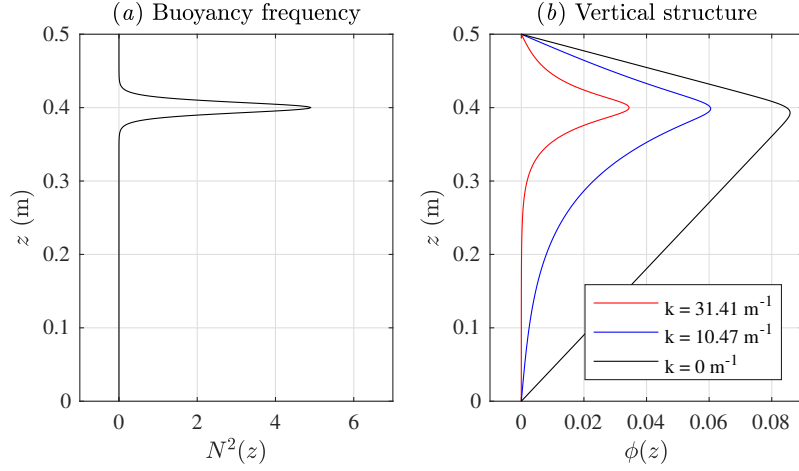 (a) Buoyancy frequency
0.5
0.4
0.3
0.2
0.1
0
z (m)
0 2 4 6
N²(z)
(b) Vertical structure
0.5
0.4
0.3
0.2
0.1
0
z (m)
k = 31.41 m⁻¹
k = 10.47 m⁻¹
k = 0 m⁻¹
0 0.02 0.04 0.06 0.08
ϕ(z)